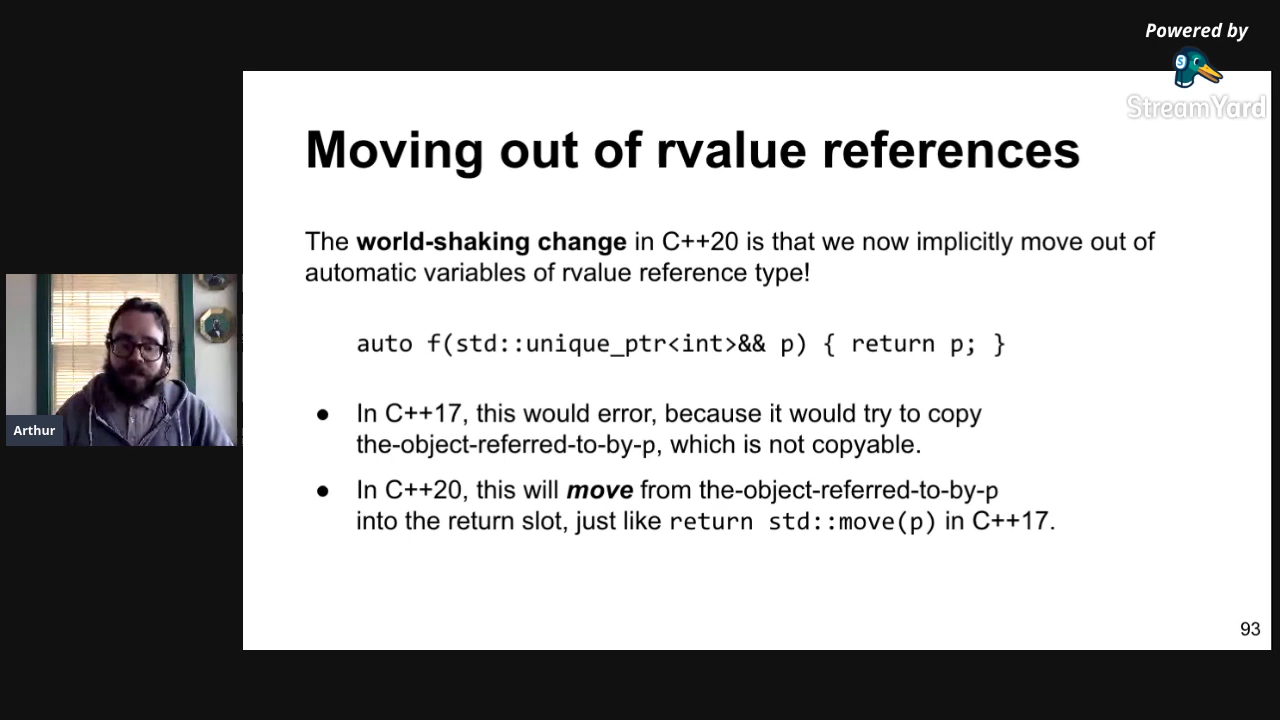 Powered by
StreamYard
Moving out of rvalue references
The world-shaking change in C++20 is that we now implicitly move out of
automatic variables of rvalue reference type!
auto f(std::unique_ptr<int>&& p) { return p; }
● In C++17, this would error, because it would try to copy
the-object-referred-to-by-p, which is not copyable.
● In C++20, this will move from the-object-referred-to-by-p
into the return slot, just like return std::move(p) in C++17.
Arthur
93